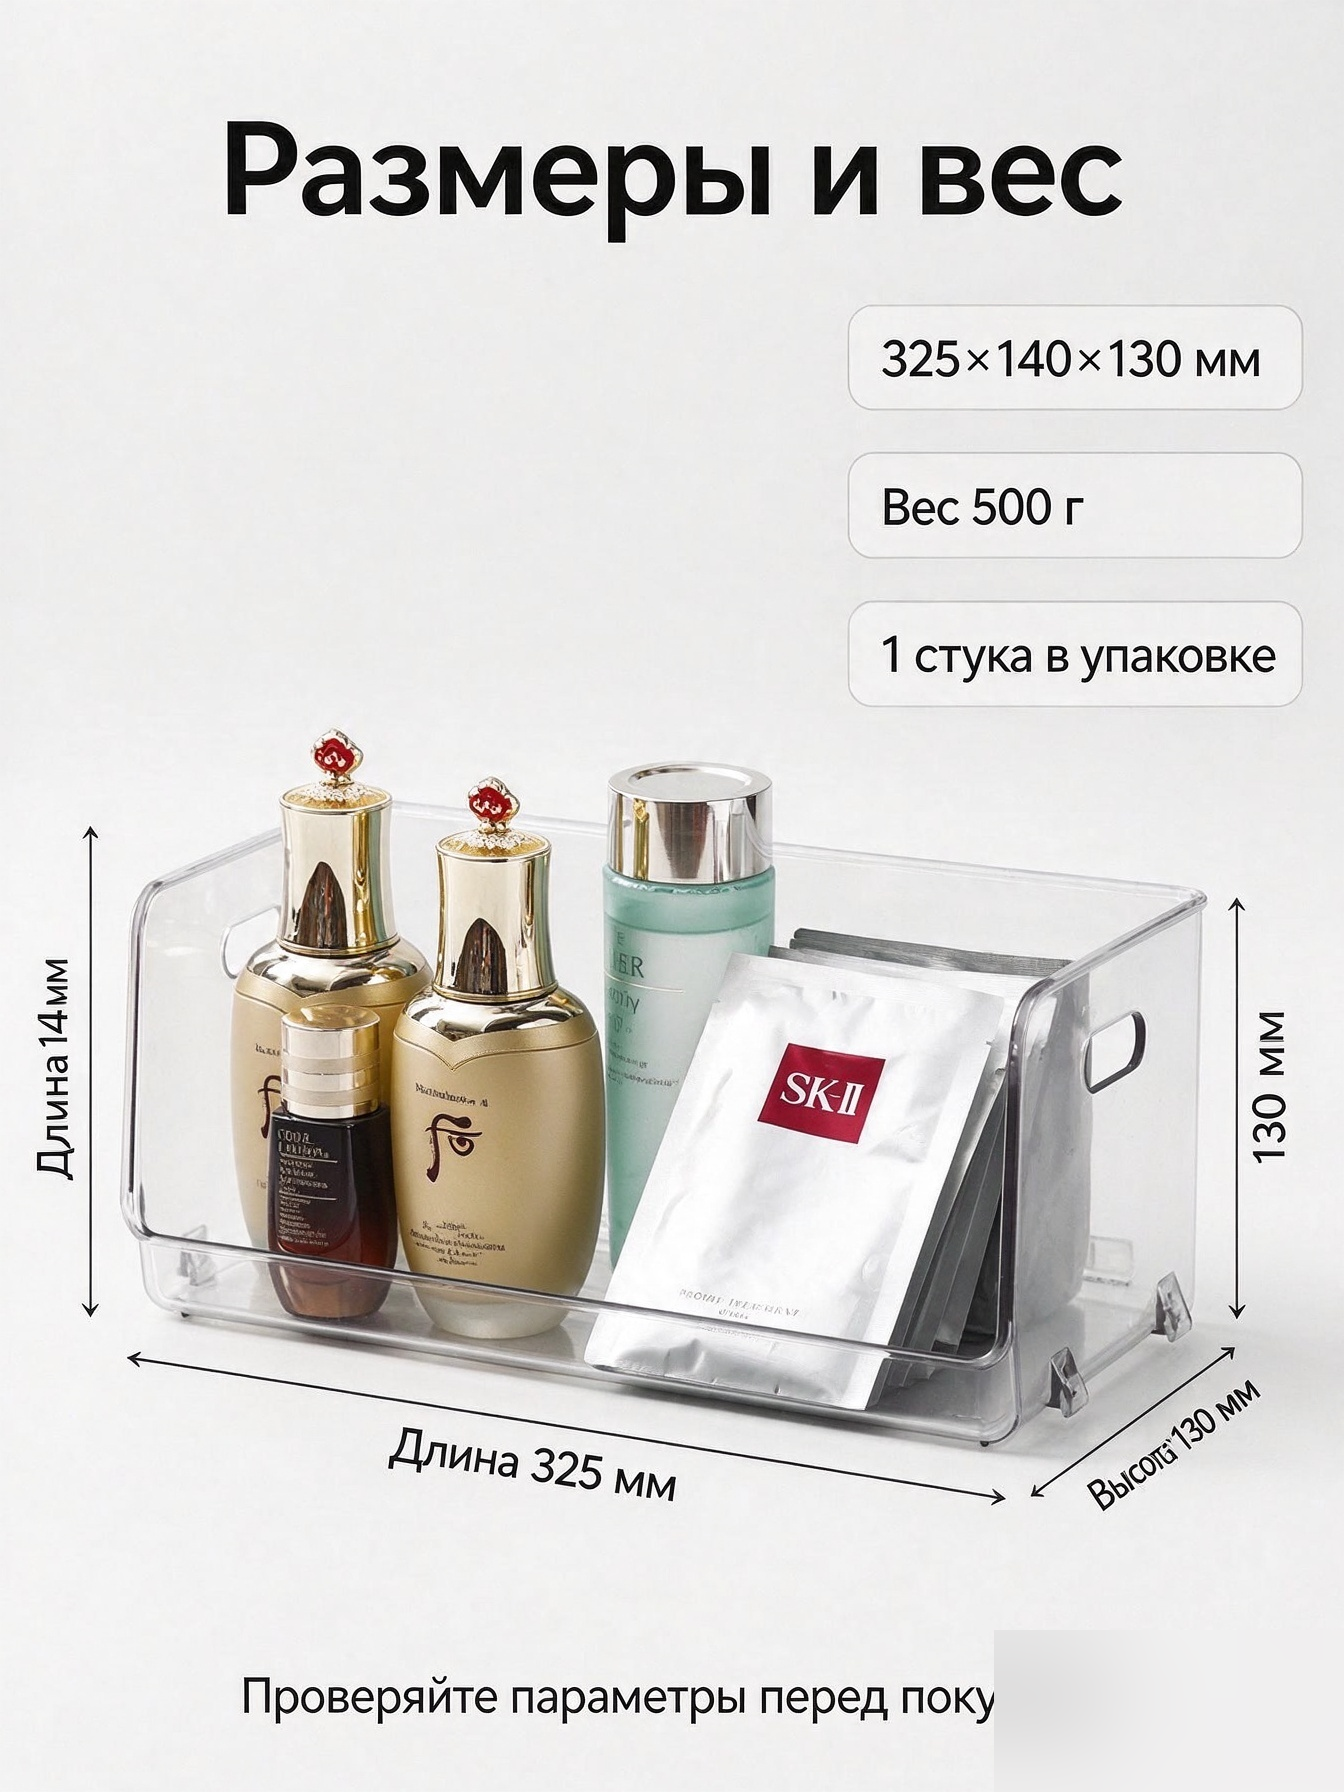 Размеры и вес
325×140×130 мм
Вес 500 г
1 стука в упаковке
Длина 14мм
130 мм
SK-II
Длина 325 мм
130 мм
Проверяйте параметры перед поку